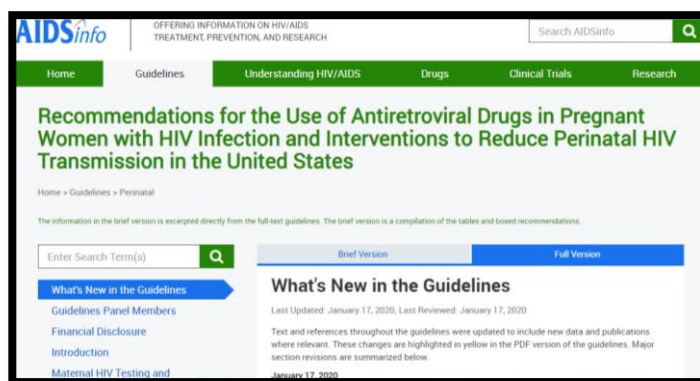 AIDSinfo
OFFERING INFORMATION ON HIV/AIDS
TREATMENT, PREVENTION, AND RESEARCH
Search AIDSinfo
Home Guidelines Understanding HIV/AIDS Drugs Clinical Trials Research
Recommendations for the Use of Antiretroviral Drugs in Pregnant
Women with HIV Infection and Interventions to Reduce Perinatal HIV
Transmission in the United States
Home > Guidelines > Perinatal
The information in the brief version is excerpted directly from the full-text guidelines. The brief version is a compilation of the tables and boxed recommendations.
Enter Search Term(s)
What's New in the Guidelines
Guidelines Panel Members
Financial Disclosure
Introduction
Maternal HIV Testing and
Brief Version Full Version
What's New in the Guidelines
Last Updated: January 17, 2020; Last Reviewed: January 17, 2020
Text and references throughout the guidelines were updated to include new data and publications
where relevant. These changes are highlighted in yellow in the PDF version of the guidelines. Major
section revisions are summarized below.
January 17, 2020